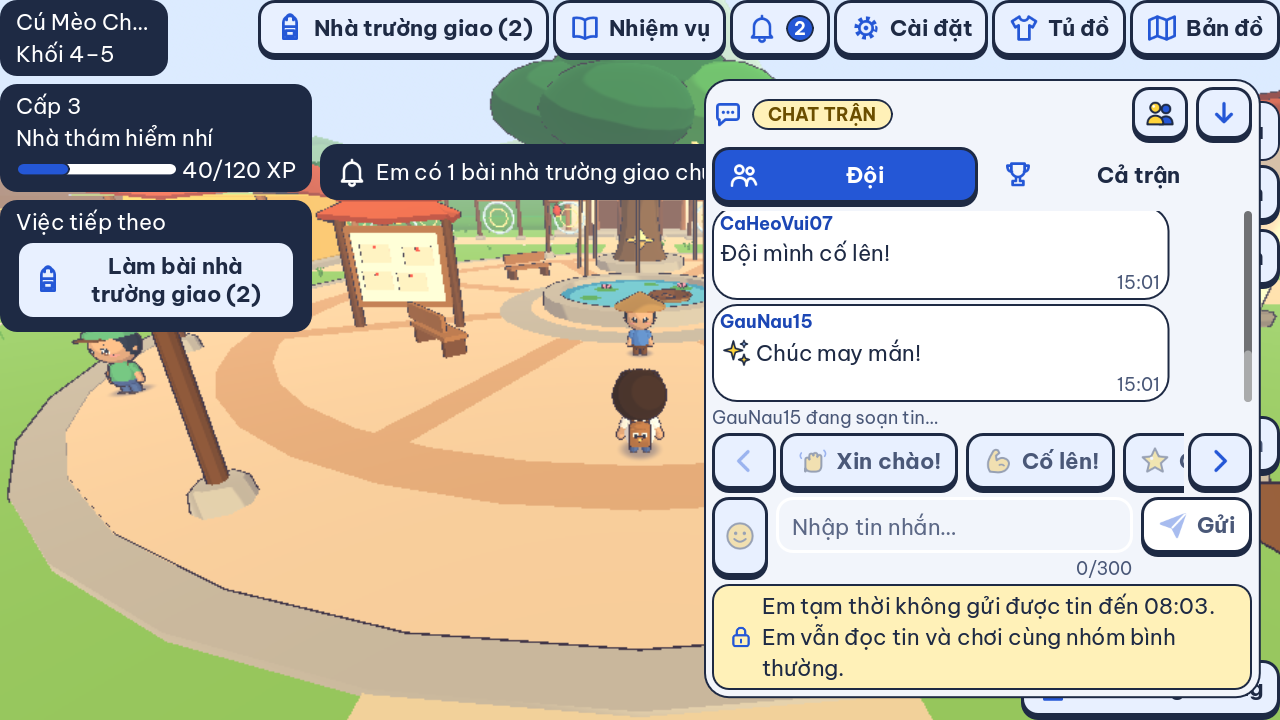 Cú Mèo Ch...
Khối 4–5
Nhà trường giao (2)
Nhiệm vụ
2
Cài đặt
Tủ đồ
Bản đồ
Cấp 3
Nhà thám hiểm nhí
40/120 XP
Em có 1 bài nhà trường giao
Việc tiếp theo
Làm bài nhà
trường giao (2)
CHAT TRẬN
Đội
Cả trận
CaHeoVui07
Đội mình cố lên!
15:01
GauNau15
Chúc may mắn!
15:01
GauNau15 đang soạn tin...
Xin chào!
Cố lên!
Nhập tin nhắn...
Gửi
0/300
Em tạm thời không gửi được tin đến 08:03.
Em vẫn đọc tin và chơi cùng nhóm bình
thường.